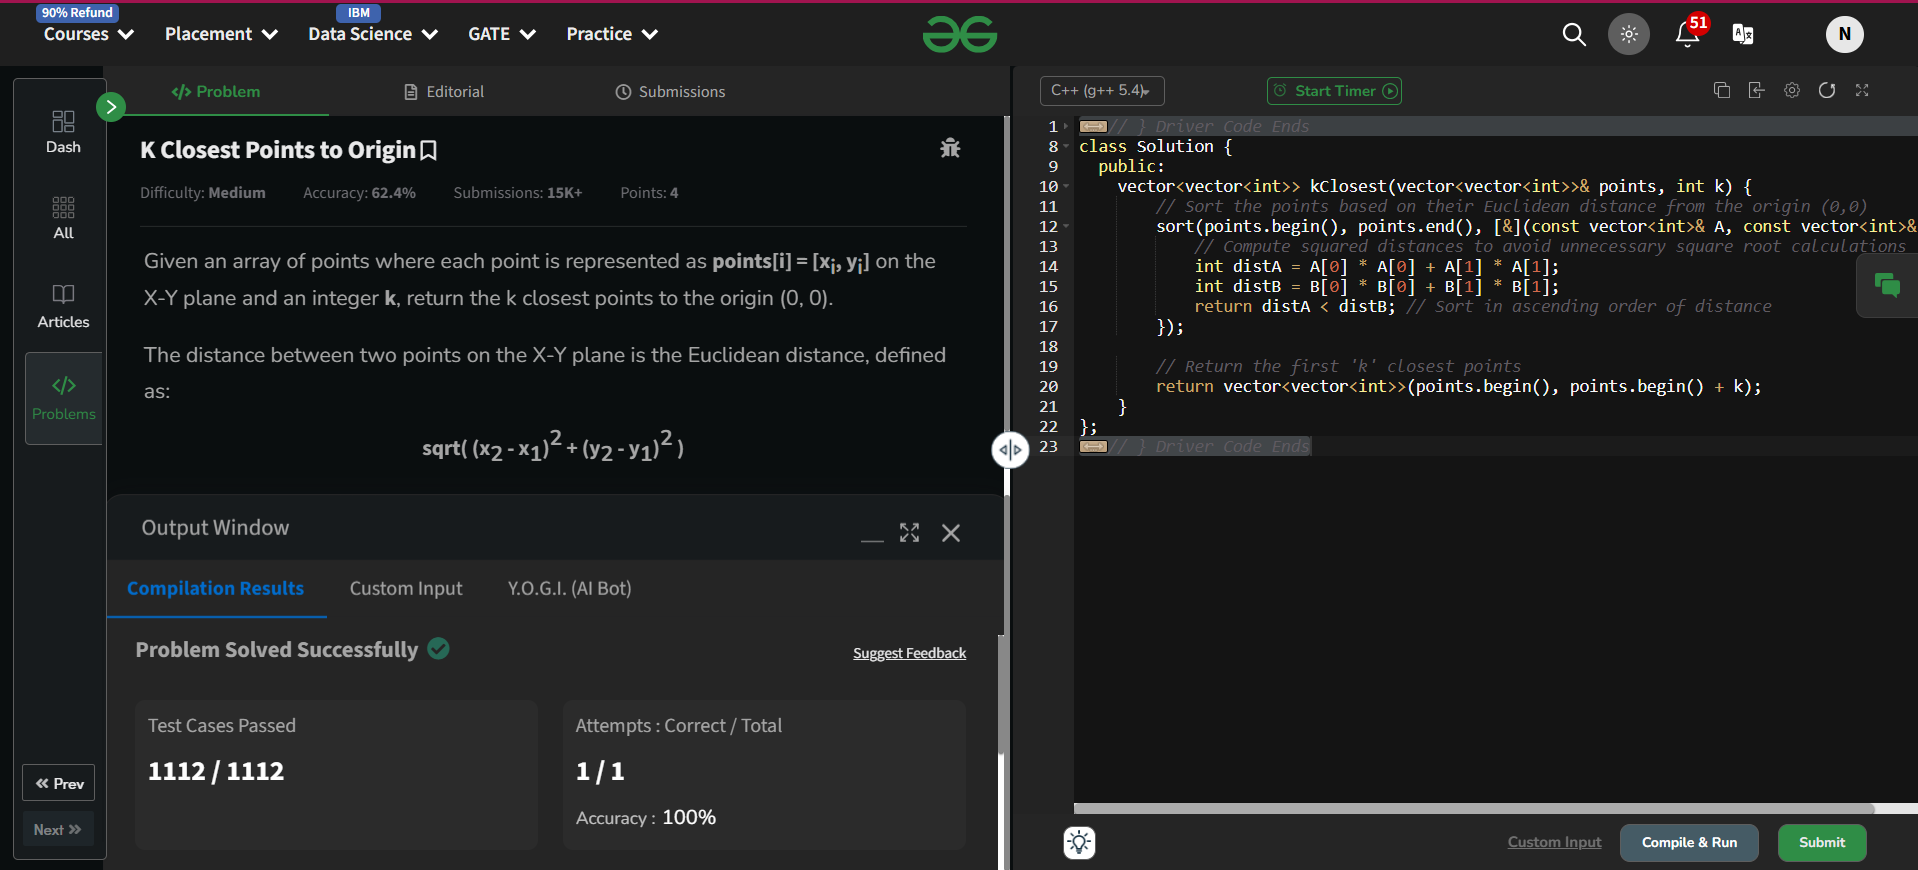 90% Refund
IBM
Courses
Placement
Data Science
GATE
Practice
51
N
Dash
All
Articles
Problems
Prev
Next
Problem
Editorial
Submissions
K Closest Points to Origin
Difficulty: Medium
Accuracy: 62.4%
Submissions: 15K+
Points: 4
Given an array of points where each point is represented as points[i] = [xi, yi] on the
X-Y plane and an integer k, return the k closest points to the origin (0, 0).
The distance between two points on the X-Y plane is the Euclidean distance, defined
as:
sqrt( (x2 - x1)2 + (y2 - y1)2 )
Output Window
Compilation Results
Custom Input
Y.O.G.I. (AI Bot)
Problem Solved Successfully
Suggest Feedback
Test Cases Passed
1112 / 1112
Attempts : Correct / Total
1 / 1
Accuracy : 100%
C++ (g++ 5.4)
Start Timer
1 // } Driver Code Ends
8 class Solution {
9 public:
10 vector<vector<int>> kClosest(vector<vector<int>>& points, int k) {
11 // Sort the points based on their Euclidean distance from the origin (0,0)
12 sort(points.begin(), points.end(), [&](const vector<int>& A, const vector<int>&
13 // Compute squared distances to avoid unnecessary square root calculations
14 int distA = A[0] * A[0] + A[1] * A[1];
15 int distB = B[0] * B[0] + B[1] * B[1];
16 return distA < distB; // Sort in ascending order of distance
17 });
18
19 // Return the first 'k' closest points
20 return vector<vector<int>>(points.begin(), points.begin() + k);
21 }
22 };
23 // } Driver Code Ends
Custom Input
Compile & Run
Submit